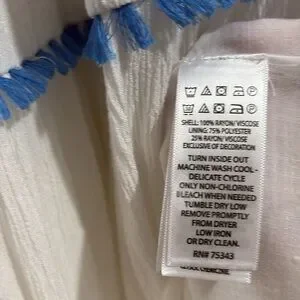 SHELL: 100% RAYON/ VISCOSE
LINING: 75% POLYESTER
25% RAYON/ VISCOSE
EXCLUSIVE OF DECORATION
TURN INSIDE OUT
MACHINE WASH COOL -
DELICATE CYCLE
ONLY NON-CHLORINE
BLEACH WHEN NEEDED
TUMBLE DRY LOW
REMOVE PROMPTLY
FROM DRYER
LOW IRON
OR DRY CLEAN.
RN# 75343